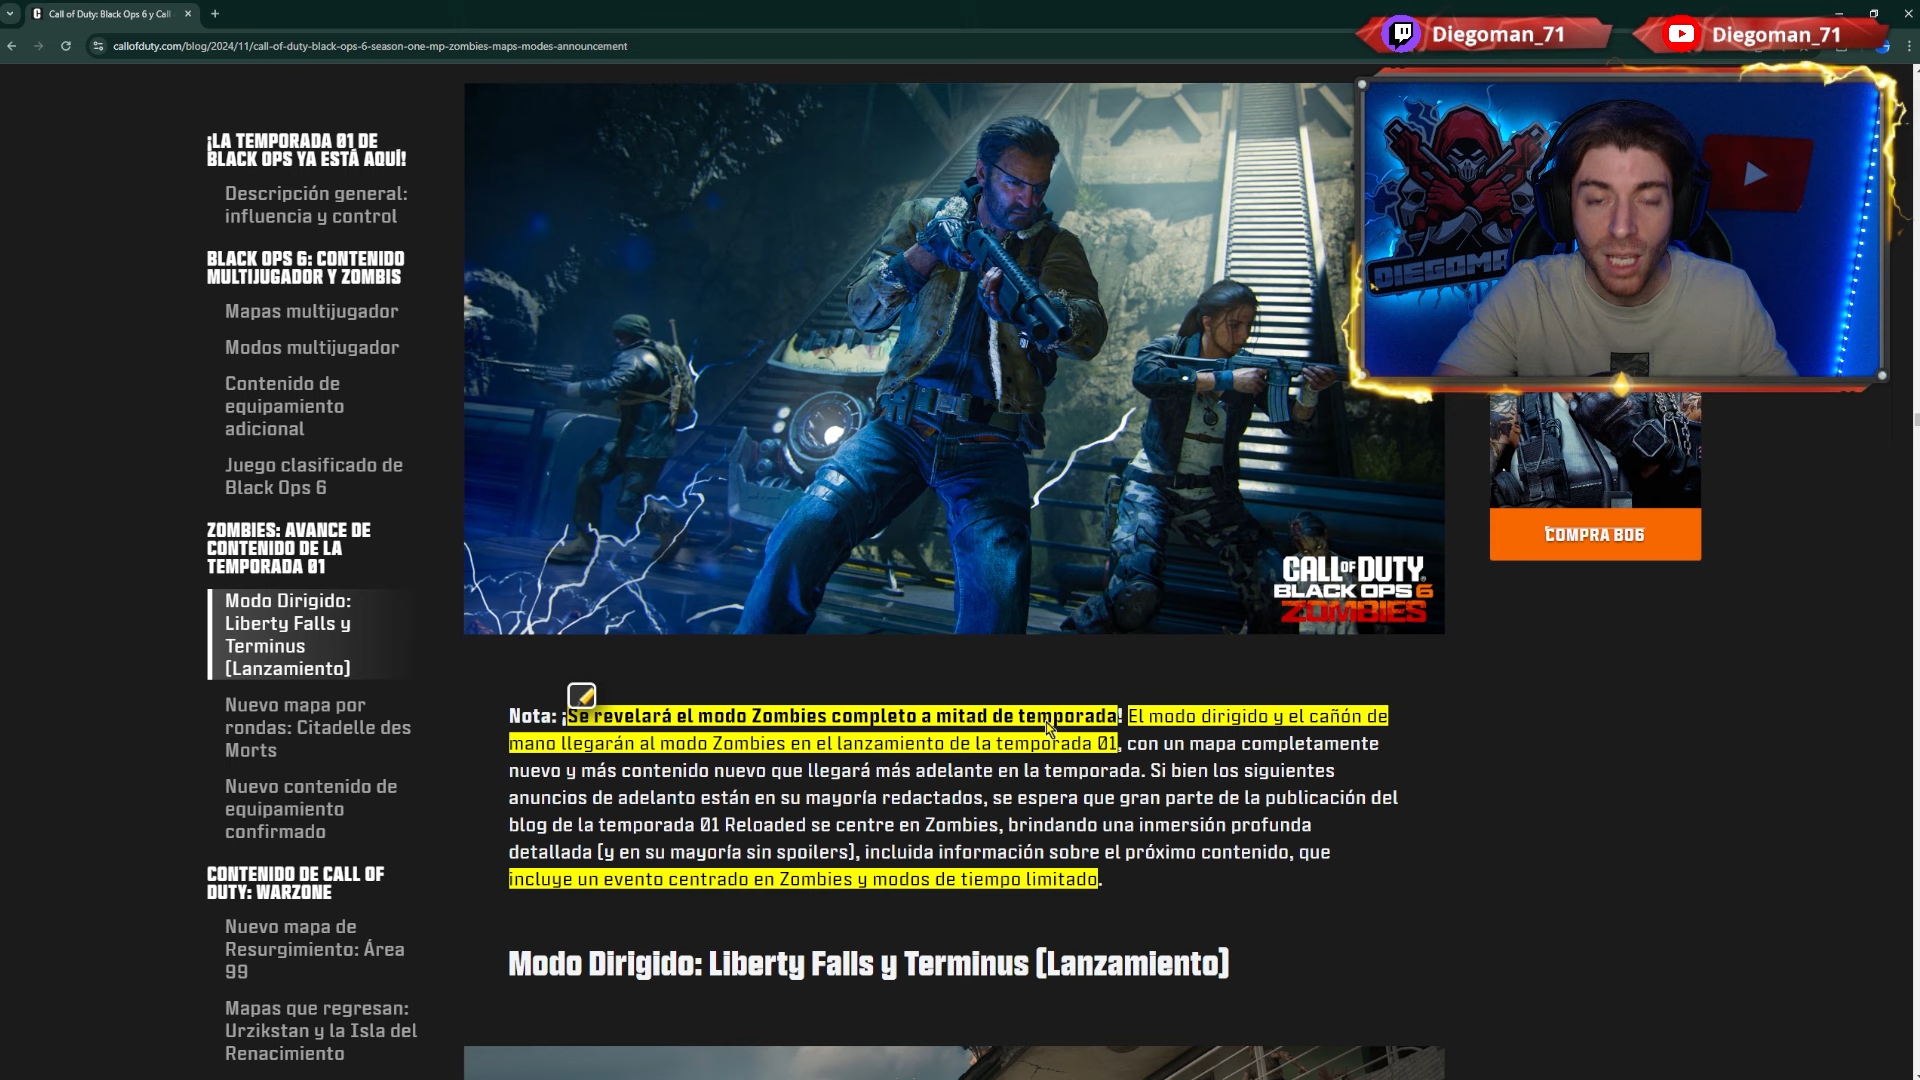 Call of Duty: Black Ops 6 y Call
callofduty.com/blog/2024/11/call-of-duty-black-ops-6-season-one-mp-zombies-maps-modes-announcement
Diegoman_71
Diegoman_71
¡LA TEMPORADA 01 DE
BLACK OPS YA ESTÁ AQUÍ!
Descripción general:
influencia y control
BLACK OPS 6: CONTENIDO
MULTIJUGADOR Y ZOMBIS
Mapas multijugador
Modos multijugador
Contenido de
equipamiento
adicional
Juego clasificado de
Black Ops 6
ZOMBIES: AVANCE DE
CONTENIDO DE LA
TEMPORADA 01
Modo Dirigido:
Liberty Falls y
Terminus
(Lanzamiento)
Nuevo mapa por
rondas: Citadelle des
Morts
Nuevo contenido de
equipamiento
confirmado
CONTENIDO DE CALL OF
DUTY: WARZONE
Nuevo mapa de
Resurgimiento: Área
99
Mapas que regresan:
Urzikstan y la Isla del
Renacimiento
CALL OF DUTY
BLACK OPS 6
ZOMBIES
DIEGOMA
COMPRA BO6
Nota: ¡Se revelará el modo Zombies completo a mitad de temporada! El modo dirigido y el cañón de
mano llegarán al modo Zombies en el lanzamiento de la temporada 01, con un mapa completamente
nuevo y más contenido nuevo que llegará más adelante en la temporada. Si bien los siguientes
anuncios de adelanto están en su mayoría redactados, se espera que gran parte de la publicación del
blog de la temporada 01 Reloaded se centre en Zombies, brindando una inmersión profunda
detallada (y en su mayoría sin spoilers), incluida información sobre el próximo contenido, que
incluye un evento centrado en Zombies y modos de tiempo limitado.
Modo Dirigido: Liberty Falls y Terminus (Lanzamiento)